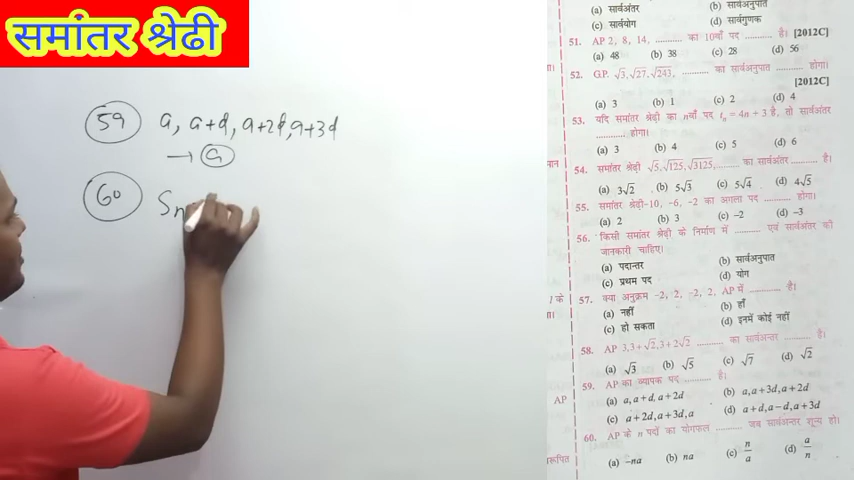 समांतर श्रेढी
59 a, a+d, a+2d, a+3d
→ a
60 Sn
(a) सार्वअंतर (b) सार्वअनुपात
(c) सार्वयोग (d) सार्वगुणक
51. AP 2, 8, 14, .......... का 10वाँ पद .......... है। [2012C]
(a) 48 (b) 38 (c) 28 (d) 56
52. G.P. √3, √27, √243, .......... का सार्वअनुपात .......... होगा।
[2012C]
(a) 3 (b) 1 (c) 2 (d) 4
53. यदि समांतर श्रेढ़ी का nवाँ पद tₙ = 4n + 3 है, तो सार्वअंतर
.......... होगा।
(a) 3 (b) 4 (c) 5 (d) 6
54. समांतर श्रेढ़ी √5, √125, √3125, .......... का सार्वअंतर .......... है।
(a) 3√2 (b) 5√3 (c) 5√4 (d) 4√5
55. समांतर श्रेढ़ी-10, -6, -2 का अगला पद .......... होगा।
(a) 2 (b) 3 (c) –2 (d) –3
56. किसी समांतर श्रेढ़ी के निर्माण में .......... एवं सार्वअंतर की
जानकारी चाहिए।
(a) पदान्तर (b) सार्वअनुपात
(c) प्रथम पद (d) योग
57. क्या अनुक्रम -2, 2, -2, 2, AP में .......... है।
(a) नहीं (b) हाँ
(c) हो सकता (d) इनमें कोई नहीं
58. AP 3, 3 + √2, 3 + 2√2 .......... का सार्वअन्तर .......... है।
(a) √3 (b) √5 (c) √7 (d) √2
59. AP का व्यापक पद .......... है।
(a) a, a + d, a + 2d (b) a, a + 3d, a + 2d
(c) a + 2d, a + 3d, a (d) a + d, a – d, a + 3d
60. AP के n पदों का योगफल .......... जब सार्वअन्तर शून्य हो।
(a) –na (b) na (c) n/a (d) a/n
AP